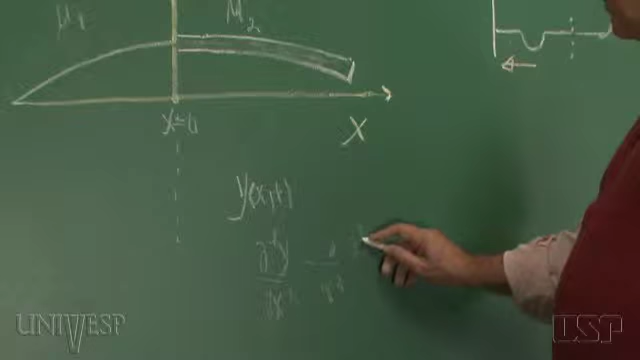 μ₁ μ₂
x=0
X
y(x,t)
∂²y
∂x²
UNIVESP
USP